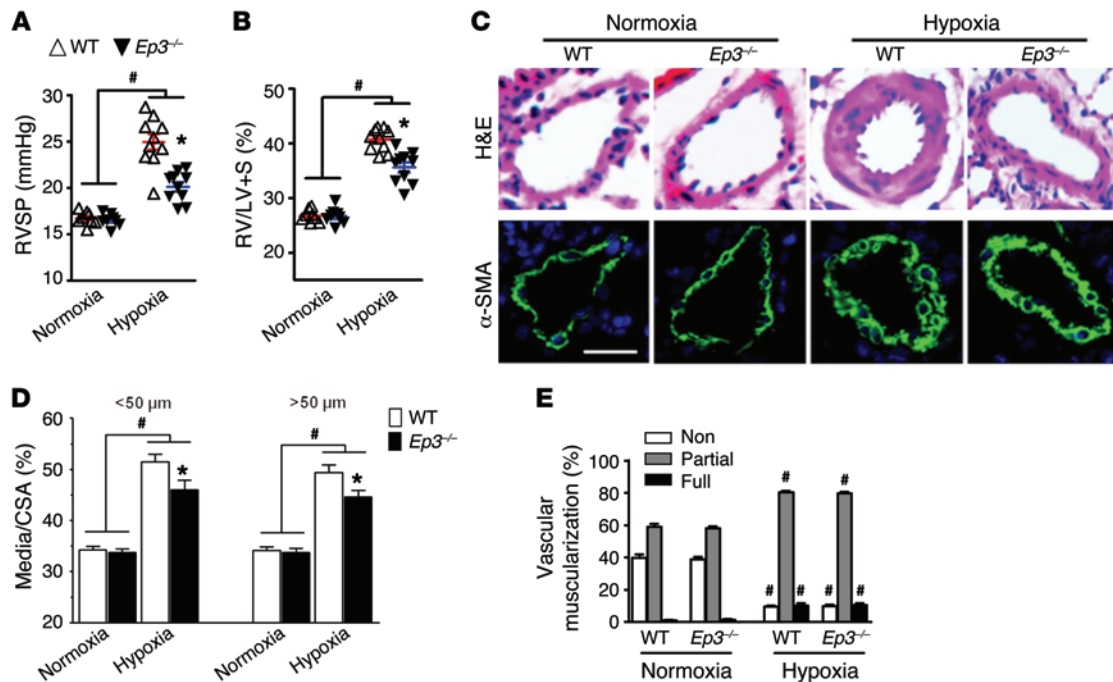 A
△ WT ▼ Ep3–/–
RVSP (mmHg)
30
25
20
15
10
#
*
Normoxia
Hypoxia
B
RV/LV+S (%)
50
40
30
20
#
*
Normoxia
Hypoxia
C
Normoxia Hypoxia
WT Ep3–/– WT Ep3–/–
H&E
α-SMA
D
<50 µm >50 µm
WT
Ep3–/–
Media/CSA (%)
60
50
40
30
20
# #
* *
Normoxia Hypoxia Normoxia Hypoxia
E
Non
Partial
Full
Vascular
muscularization (%)
100
80
60
40
20
0
# #
# # # #
WT Ep3–/– WT Ep3–/–
Normoxia Hypoxia